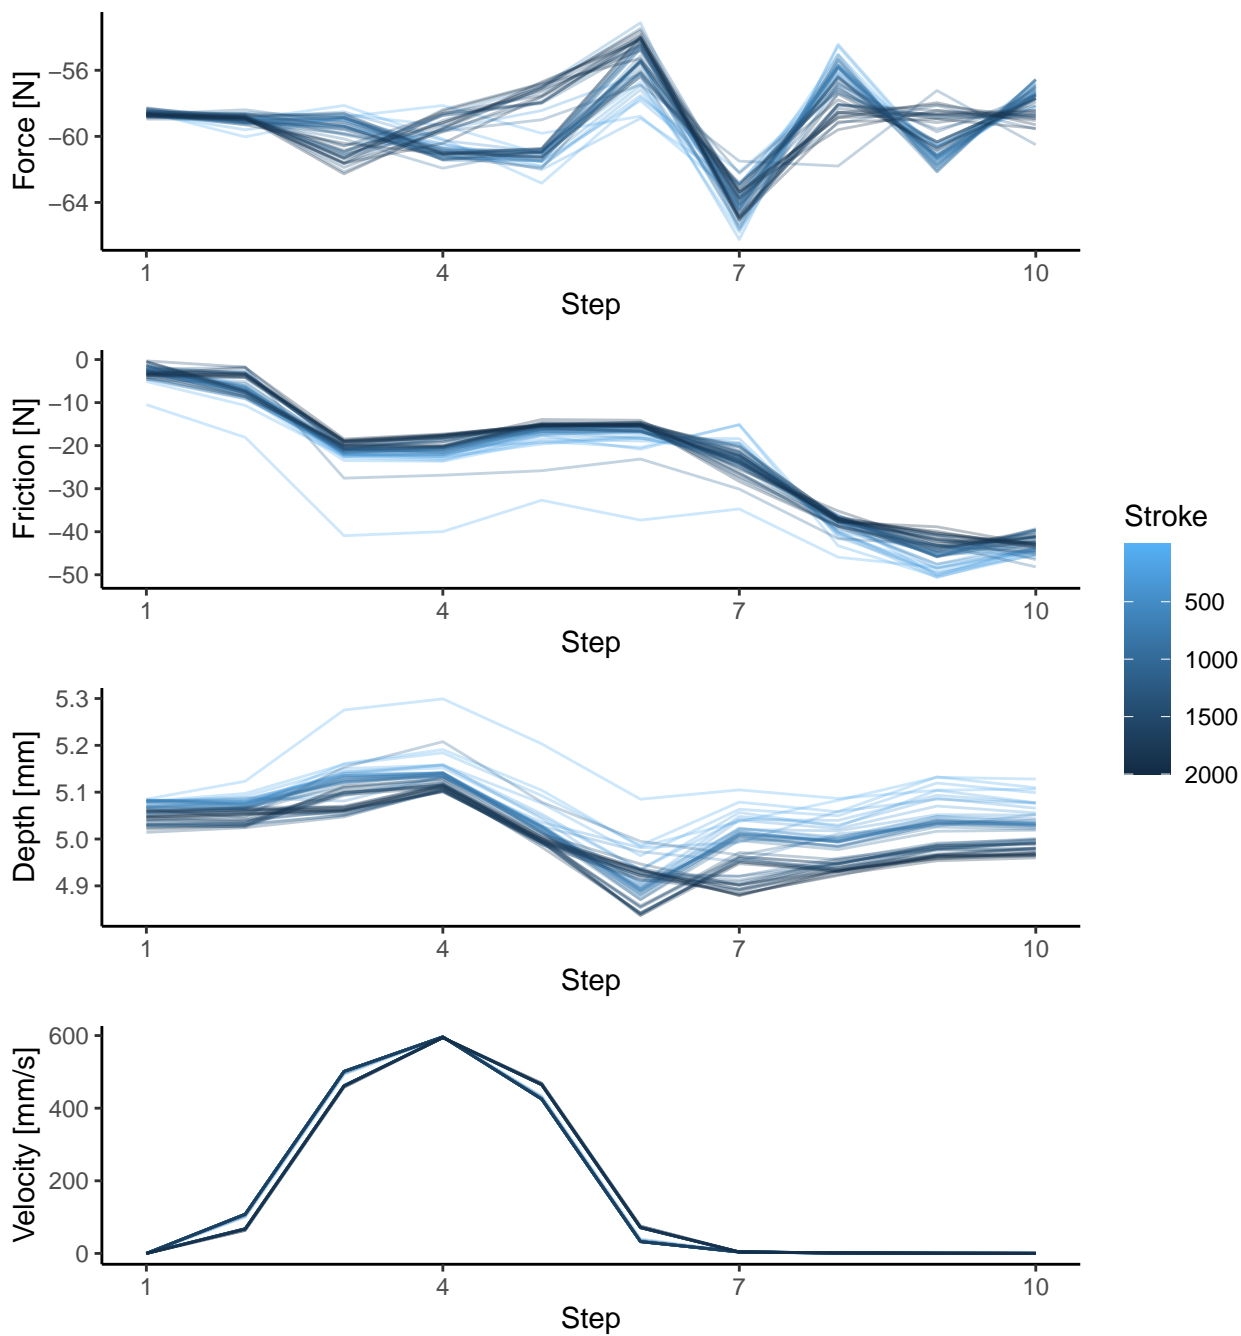 Force [N]
−56
−60
−64
1 4 7 10
Step
Friction [N]
0
−10
−20
−30
−40
−50
1 4 7 10
Step
Depth [mm]
5.3
5.2
5.1
5.0
4.9
1 4 7 10
Step
Velocity [mm/s]
600
400
200
0
1 4 7 10
Step
Stroke
500
1000
1500
2000